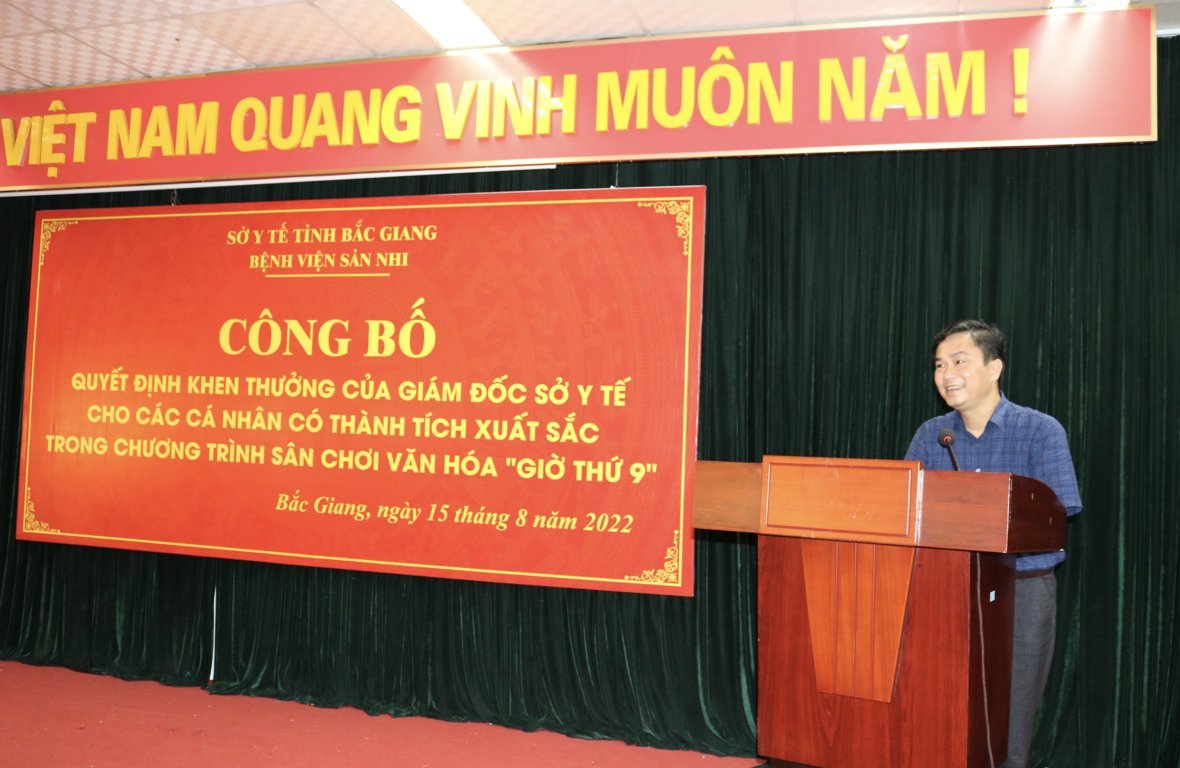 VIỆT NAM QUANG VINH MUÔN NĂM !
SỞ Y TẾ TỈNH BẮC GIANG
BỆNH VIỆN SẢN NHI
CÔNG BỐ
QUYẾT ĐỊNH KHEN THƯỞNG CỦA GIÁM ĐỐC SỞ Y TẾ
CHO CÁC CÁ NHÂN CÓ THÀNH TÍCH XUẤT SẮC
TRONG CHƯƠNG TRÌNH SÂN CHƠI VĂN HÓA "GIỜ THỨ 9"
Bắc Giang, ngày 15 tháng 8 năm 2022